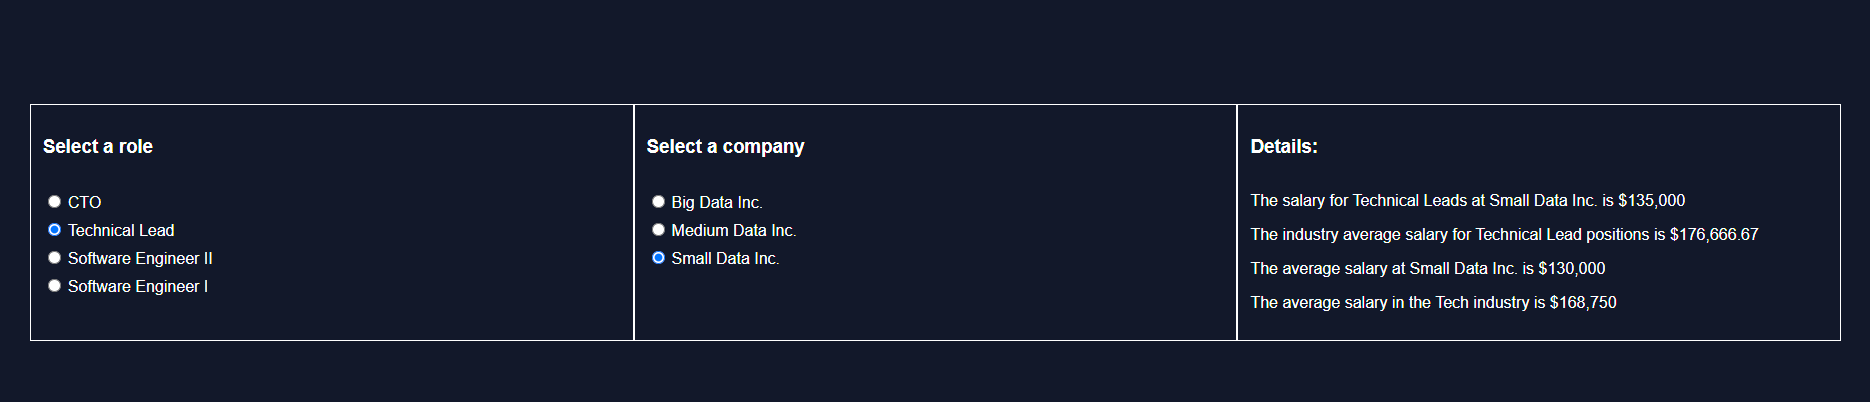 Select a role
CTO
Technical Lead
Software Engineer II
Software Engineer I
Select a company
Big Data Inc.
Medium Data Inc.
Small Data Inc.
Details:
The salary for Technical Leads at Small Data Inc. is $135,000
The industry average salary for Technical Lead positions is $176,666.67
The average salary at Small Data Inc. is $130,000
The average salary in the Tech industry is $168,750